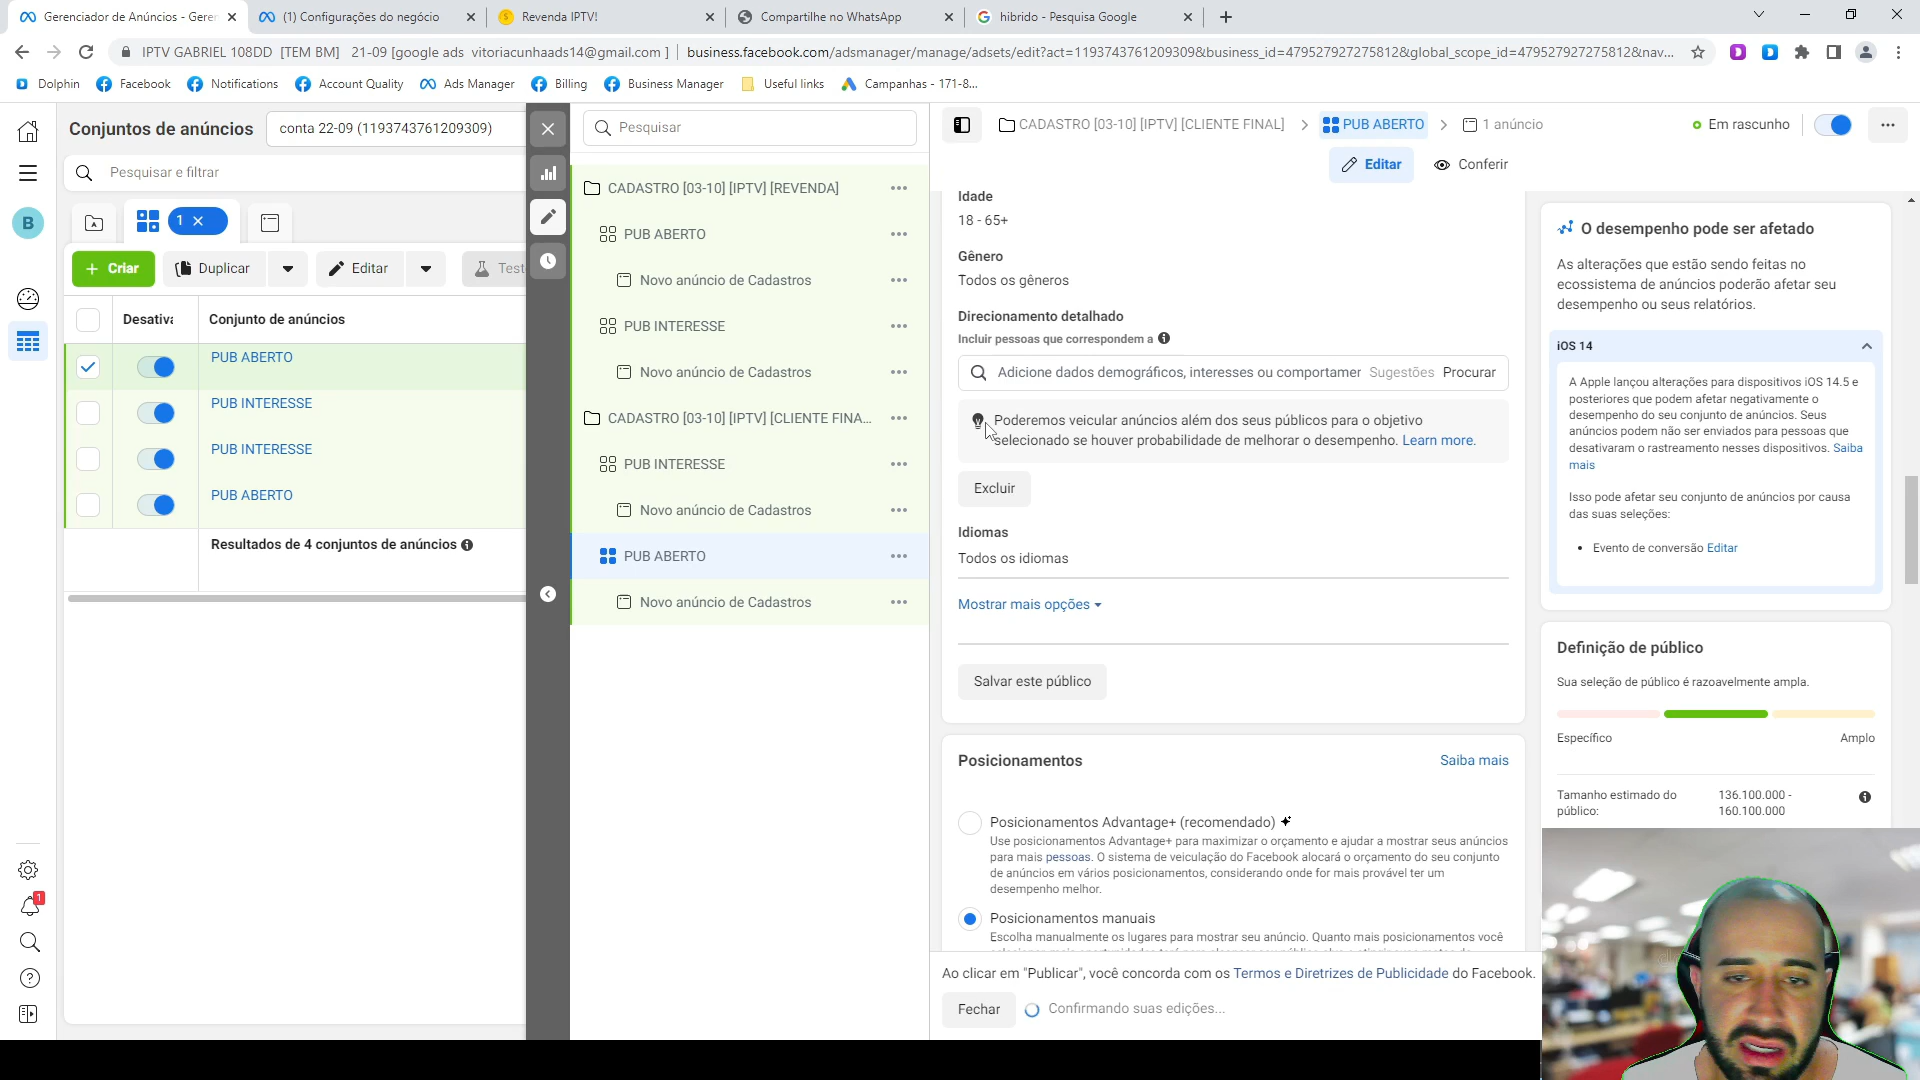 Gerenciador de Anúncios - Geren
(1) Configurações do negócio
Revenda IPTV!
Compartilhe no WhatsApp
hibrido - Pesquisa Google
IPTV GABRIEL 108DD [TEM BM] 21-09 [google ads vitoriacunhaads14@gmail.com ]
business.facebook.com/adsmanager/manage/adsets/edit?act=1193743761209309&business_id=479527927275812&global_scope_id=479527927275812&nav...
Dolphin
Facebook
Notifications
Account Quality
Ads Manager
Billing
Business Manager
Useful links
Campanhas - 171-8...
B
1
Conjuntos de anúncios
conta 22-09 (1193743761209309)
Pesquisar e filtrar
1
Criar
Duplicar
Editar
Test
Desativa
Conjunto de anúncios
PUB ABERTO
PUB INTERESSE
PUB INTERESSE
PUB ABERTO
Resultados de 4 conjuntos de anúncios
Pesquisar
CADASTRO [03-10] [IPTV] [REVENDA]
PUB ABERTO
Novo anúncio de Cadastros
PUB INTERESSE
Novo anúncio de Cadastros
CADASTRO [03-10] [IPTV] [CLIENTE FINA...
PUB INTERESSE
Novo anúncio de Cadastros
PUB ABERTO
Novo anúncio de Cadastros
CADASTRO [03-10] [IPTV] [CLIENTE FINAL]
PUB ABERTO
1 anúncio
Em rascunho
Editar
Conferir
Idade
18 - 65+
Gênero
Todos os gêneros
Direcionamento detalhado
Incluir pessoas que correspondem a
Adicione dados demográficos, interesses ou comportamer
Sugestões
Procurar
Poderemos veicular anúncios além dos seus públicos para o objetivo
selecionado se houver probabilidade de melhorar o desempenho. Learn more.
Excluir
Idiomas
Todos os idiomas
Mostrar mais opções
Salvar este público
Posicionamentos
Saiba mais
Posicionamentos Advantage+ (recomendado)
Use posicionamentos Advantage+ para maximizar o orçamento e ajudar a mostrar seus anúncios
para mais pessoas. O sistema de veiculação do Facebook alocará o orçamento do seu conjunto
de anúncios em vários posicionamentos, considerando onde for mais provável ter um
desempenho melhor.
Posicionamentos manuais
Escolha manualmente os lugares para mostrar seu anúncio. Quanto mais posicionamentos você
Ao clicar em "Publicar", você concorda com os Termos e Diretrizes de Publicidade do Facebook.
Fechar
Confirmando suas edições...
O desempenho pode ser afetado
As alterações que estão sendo feitas no
ecossistema de anúncios poderão afetar seu
desempenho ou seus relatórios.
iOS 14
A Apple lançou alterações para dispositivos iOS 14.5 e
posteriores que podem afetar negativamente o
desempenho do seu conjunto de anúncios. Seus
anúncios podem não ser enviados para pessoas que
desativaram o rastreamento nesses dispositivos. Saiba
mais
Isso pode afetar seu conjunto de anúncios por causa
das suas seleções:
• Evento de conversão Editar
Definição de público
Sua seleção de público é razoavelmente ampla.
Específico
Amplo
Tamanho estimado do
público:
136.100.000 -
160.100.000